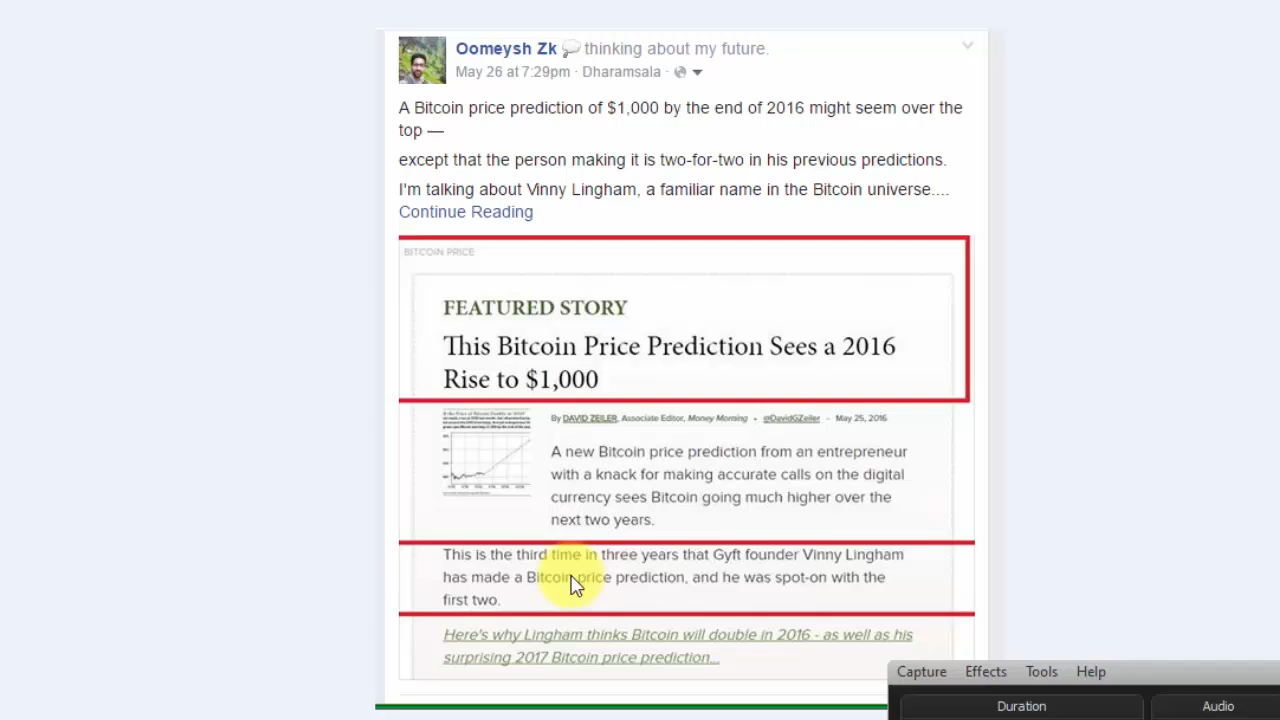 Oomeysh Zk thinking about my future.
May 26 at 7:29pm · Dharamsala ·
A Bitcoin price prediction of $1,000 by the end of 2016 might seem over the
top —
except that the person making it is two-for-two in his previous predictions.
I'm talking about Vinny Lingham, a familiar name in the Bitcoin universe....
Continue Reading
BITCOIN PRICE
FEATURED STORY
This Bitcoin Price Prediction Sees a 2016
Rise to $1,000
By DAVID ZEILER, Associate Editor, Money Morning • @DavidGZeiler - May 25, 2016
A new Bitcoin price prediction from an entrepreneur
with a knack for making accurate calls on the digital
currency sees Bitcoin going much higher over the
next two years.
This is the third time in three years that Gyft founder Vinny Lingham
has made a Bitcoin price prediction, and he was spot-on with the
first two.
Here's why Lingham thinks Bitcoin will double in 2016 - as well as his
surprising 2017 Bitcoin price prediction...
Capture Effects Tools Help
Duration Audio